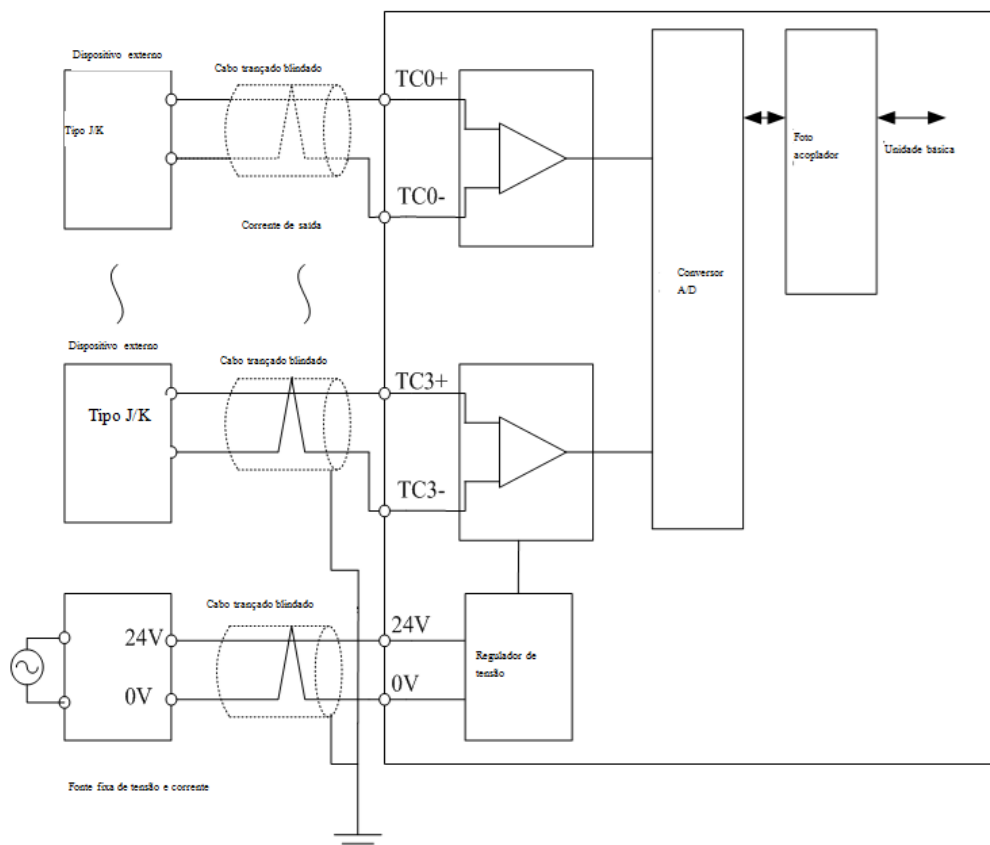 Dispositivo externo
Cabo trançado blindado
TC0+
Tipo J/K
Foto
acoplador
Unidade básica
TC0-
Corrente de saída
Conversor
A/D
Dispositivo externo
Cabo trançado blindado
TC3+
Tipo J/K
TC3-
Cabo trançado blindado
24V
24V
Regulador de
tensão
0V
0V
Fonte fixa de tensão e corrente